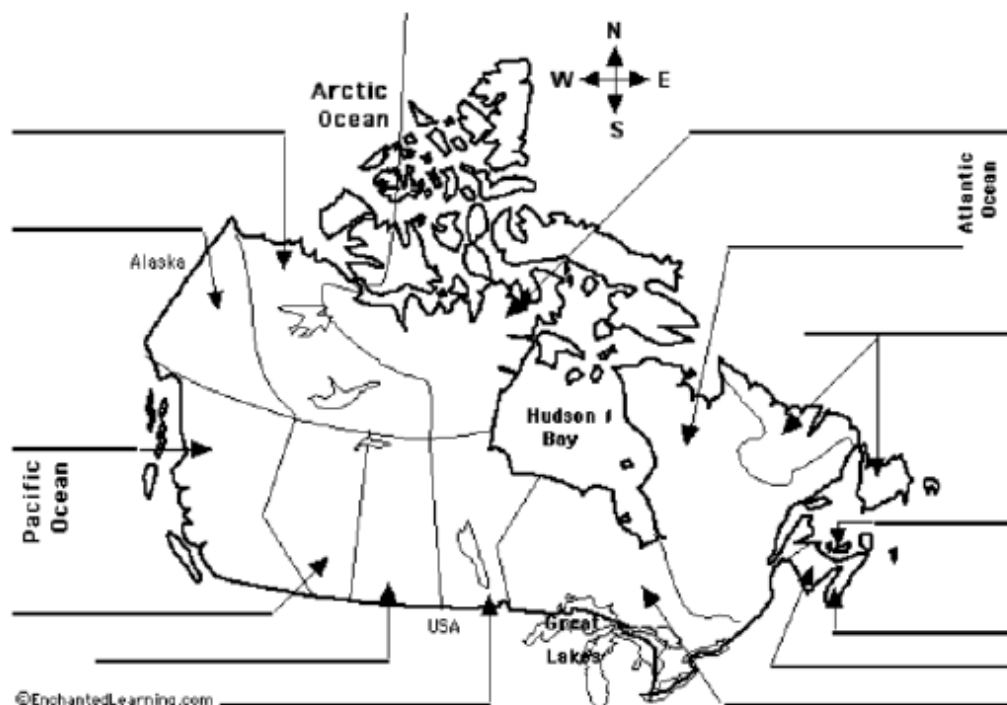 N
Arctic
Ocean
W
E
S
Atlantic
Ocean
Alaska
Hudson
Bay
Pacific
Ocean
USA
Great
Lakes
©EnchantedLearning.com